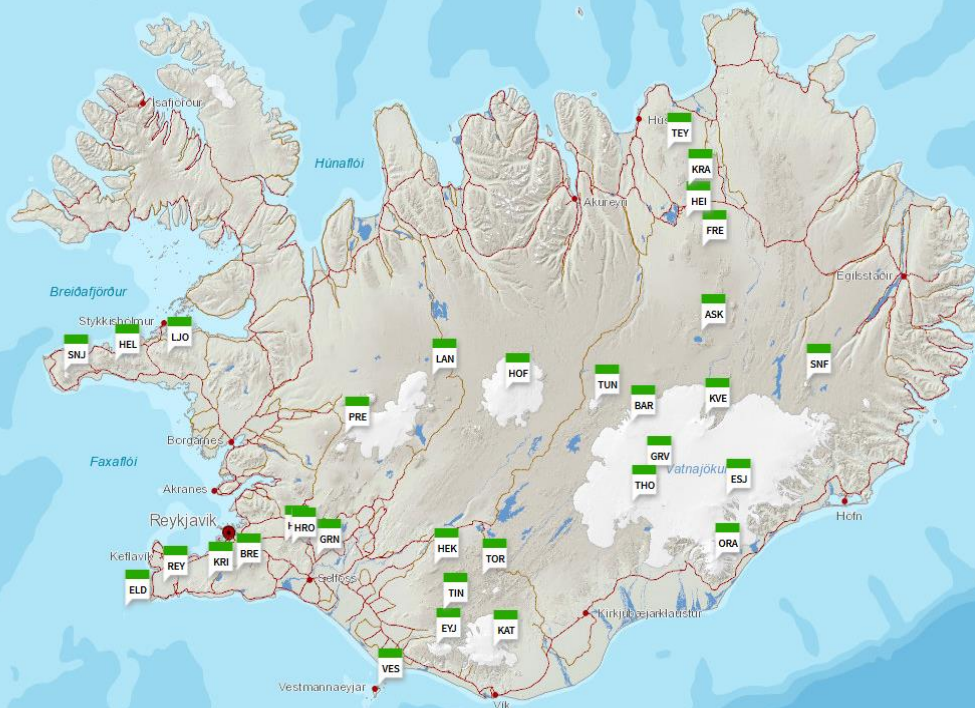 Ísafjörður
Hús
TEY
Húnaflói
KRA
Akureyri
HEI
FRE
Egilsstaðir
Breiðafjörður
ASK
Stykkishólmur
LJO
HEL
SNJ
LAN
SNF
HOF
TUN
KVE
BAR
PRE
Borgarnes
GRV
Faxaflói
ESJ
THO
Akranes
Höfn
Reykjavík
HRO
GRN
ORA
HEK
BRE
TOR
Keflavík
KRI
REY
Selfoss
ELD
TIN
Kirkjubæjarklaustur
EYJ
KAT
VES
Vestmannaeyjar
Vík